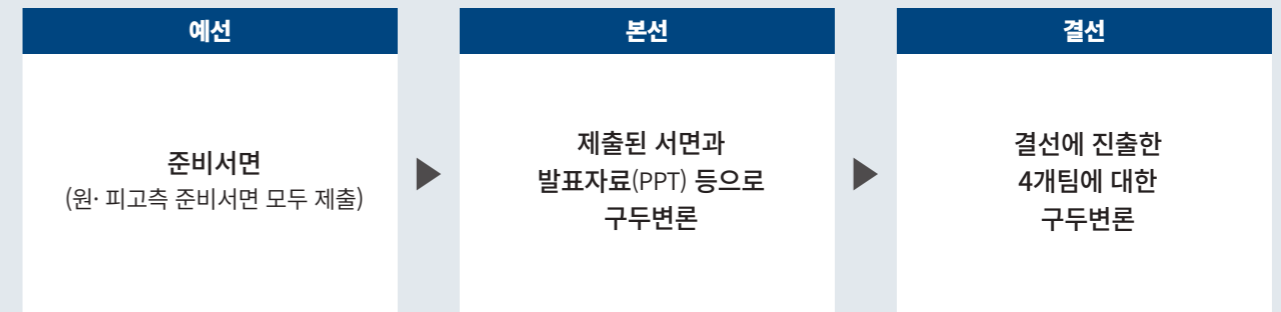 예선
준비서면
(원· 피고측 준비서면 모두 제출)
본선
제출된 서면과
발표자료(PPT) 등으로
구두변론
결선
결선에 진출한
4개팀에 대한
구두변론